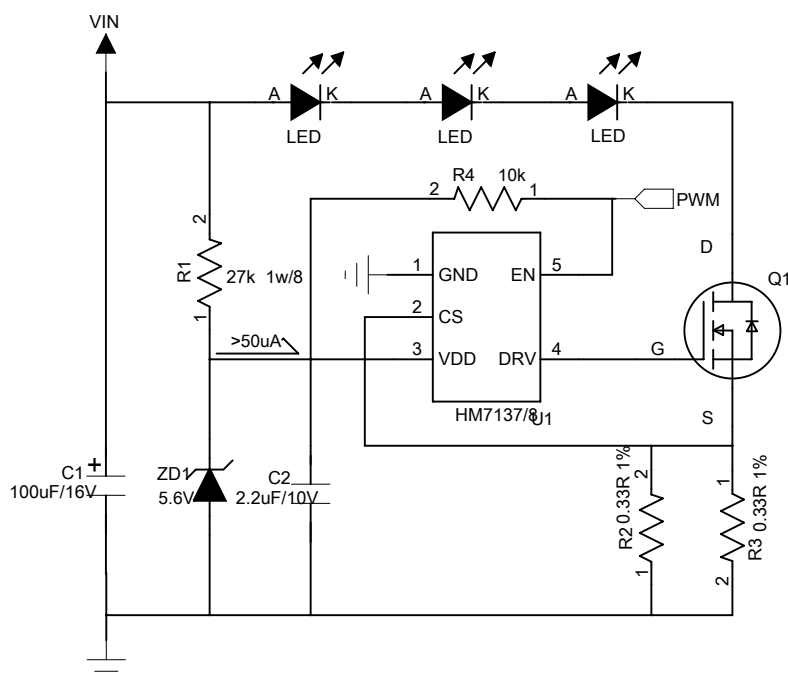 VIN
A
K
LED
A
K
LED
A
K
LED
R4
10k
2
1
PWM
2
R1
27k 1w/8
1
>50uA
1
GND
2
CS
3
VDD
EN
5
DRV
4
HM7137/8
U1
D
Q1
G
S
C1
+
100uF/16V
ZD1
5.6V
C2
2.2uF/10V
2
R2
0.33R 1%
1
1
R3
0.33R 1%
2